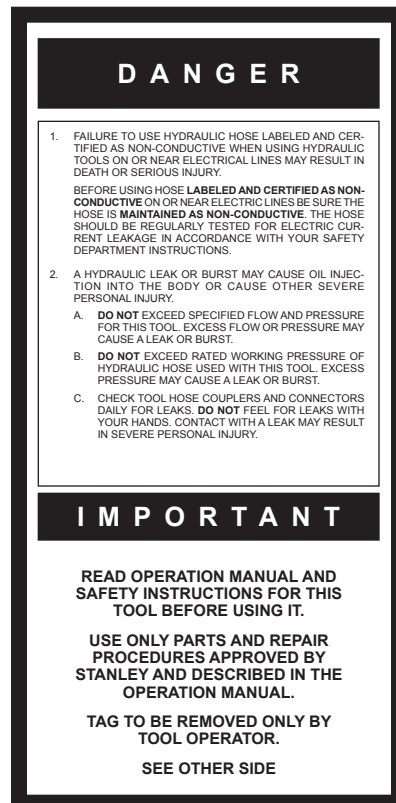 DANGER
1. FAILURE TO USE HYDRAULIC HOSE LABELED AND CER-
TIFIED AS NON-CONDUCTIVE WHEN USING HYDRAULIC
TOOLS ON OR NEAR ELECTRICAL LINES MAY RESULT IN
DEATH OR SERIOUS INJURY.
BEFORE USING HOSE LABELED AND CERTIFIED AS NON-
CONDUCTIVE ON OR NEAR ELECTRIC LINES BE SURE THE
HOSE IS MAINTAINED AS NON-CONDUCTIVE. THE HOSE
SHOULD BE REGULARLY TESTED FOR ELECTRIC CUR-
RENT LEAKAGE IN ACCORDANCE WITH YOUR SAFETY
DEPARTMENT INSTRUCTIONS.
2. A HYDRAULIC LEAK OR BURST MAY CAUSE OIL INJEC-
TION INTO THE BODY OR CAUSE OTHER SEVERE
PERSONAL INJURY.
A. DO NOT EXCEED SPECIFIED FLOW AND PRESSURE
FOR THIS TOOL. EXCESS FLOW OR PRESSURE MAY
CAUSE A LEAK OR BURST.
B. DO NOT EXCEED RATED WORKING PRESSURE OF
HYDRAULIC HOSE USED WITH THIS TOOL. EXCESS
PRESSURE MAY CAUSE A LEAK OR BURST.
C. CHECK TOOL HOSE COUPLERS AND CONNECTORS
DAILY FOR LEAKS. DO NOT FEEL FOR LEAKS WITH
YOUR HANDS. CONTACT WITH A LEAK MAY RESULT
IN SEVERE PERSONAL INJURY.
IMPORTANT
READ OPERATION MANUAL AND
SAFETY INSTRUCTIONS FOR THIS
TOOL BEFORE USING IT.
USE ONLY PARTS AND REPAIR
PROCEDURES APPROVED BY
STANLEY AND DESCRIBED IN THE
OPERATION MANUAL.
TAG TO BE REMOVED ONLY BY
TOOL OPERATOR.
SEE OTHER SIDE